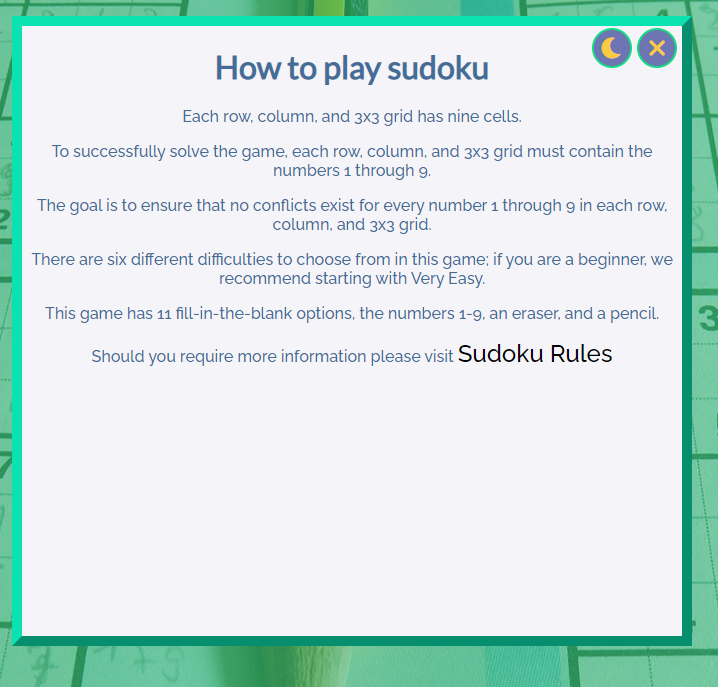 How to play sudoku
Each row, column, and 3x3 grid has nine cells.
To successfully solve the game, each row, column, and 3x3 grid must contain the
numbers 1 through 9.
The goal is to ensure that no conflicts exist for every number 1 through 9 in each row,
column, and 3x3 grid.
There are six different difficulties to choose from in this game; if you are a beginner, we
recommend starting with Very Easy.
This game has 11 fill-in-the-blank options, the numbers 1-9, an eraser, and a pencil.
Should you require more information please visit Sudoku Rules
3